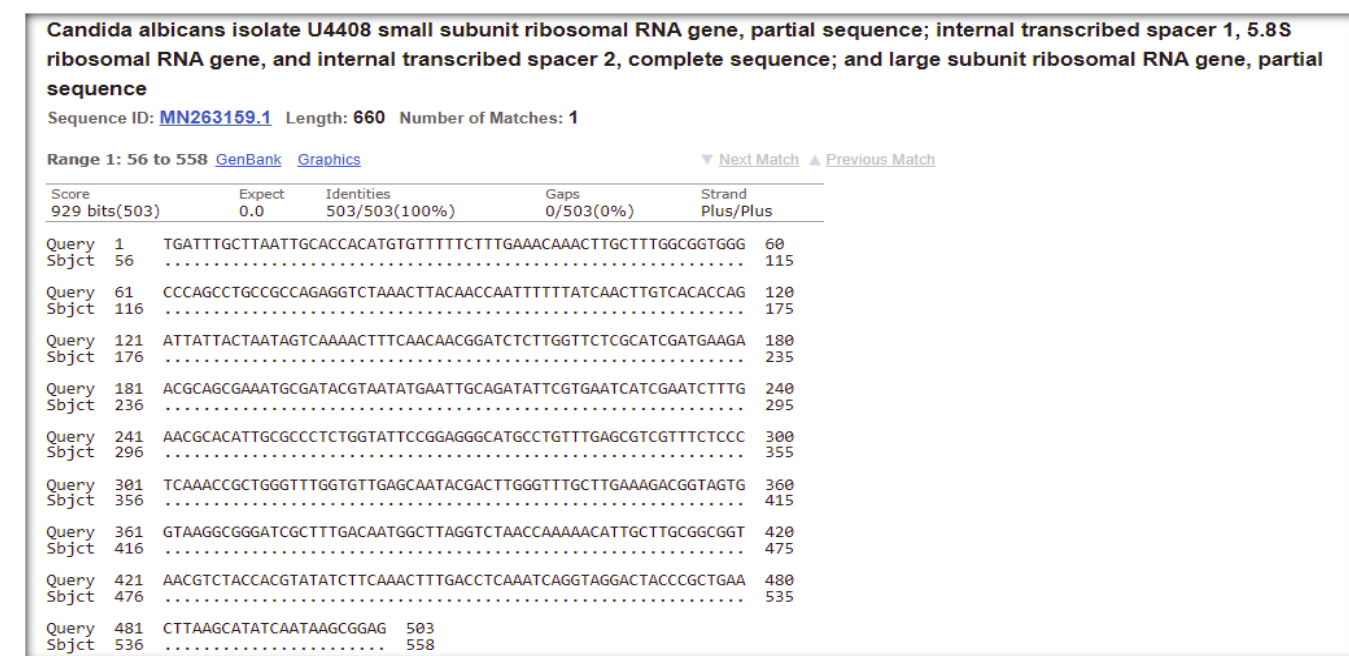 Candida albicans isolate U4408 small subunit ribosomal RNA gene, partial sequence; internal transcribed spacer 1, 5.8S
ribosomal RNA gene, and internal transcribed spacer 2, complete sequence; and large subunit ribosomal RNA gene, partial
sequence
Sequence ID: MN263159.1 Length: 660 Number of Matches: 1
Range 1: 56 to 558 GenBank Graphics ▼ Next Match ▲ Previous Match
Score Expect Identities Gaps Strand
929 bits(503) 0.0 503/503(100%) 0/503(0%) Plus/Plus
Query 1 TGATTTGCTTAATTGCACCACATGTGTTTTTCTTTGAAACAAACTTGCTTTGGCGGTGGG 60
Sbjct 56 ............................................................ 115
Query 61 CCCAGCCTGCCGCCAGAGGTCTAAACTTACAACCAATTTTTTATCAACTTGTCACACCAG 120
Sbjct 116 ............................................................ 175
Query 121 ATTATTACTAATAGTCAAAACTTTCAACAACGGATCTCTTGGTTCTCGCATCGATGAAGA 180
Sbjct 176 ............................................................ 235
Query 181 ACGCAGCGAAATGCGATACGTAATATGAATTGCAGATATTCGTGAATCATCGAATCTTTG 240
Sbjct 236 ............................................................ 295
Query 241 AACGCACATTGCGCCCTCTGGTATTCCGGAGGGCATGCCTGTTTGAGCGTCGTTTCTCCC 300
Sbjct 296 ............................................................ 355
Query 301 TCAAACCGCTGGGTTTGGTGTTGAGCAATACGACTTGGGTTTGCTTGAAAGACGGTAGTG 360
Sbjct 356 ............................................................ 415
Query 361 GTAAGGCGGGATCGCTTTGACAATGGCTTAGGTCTAACCAAAAACATTGCTTGCGGCGGT 420
Sbjct 416 ............................................................ 475
Query 421 AACGTCTACCACGTATATCTTCAAACTTTGACCTCAAATCAGGTAGGACTACCCGCTGAA 480
Sbjct 476 ............................................................ 535
Query 481 CTTAAGCATATCAATAAGCGGAG 503
Sbjct 536 ....................... 558